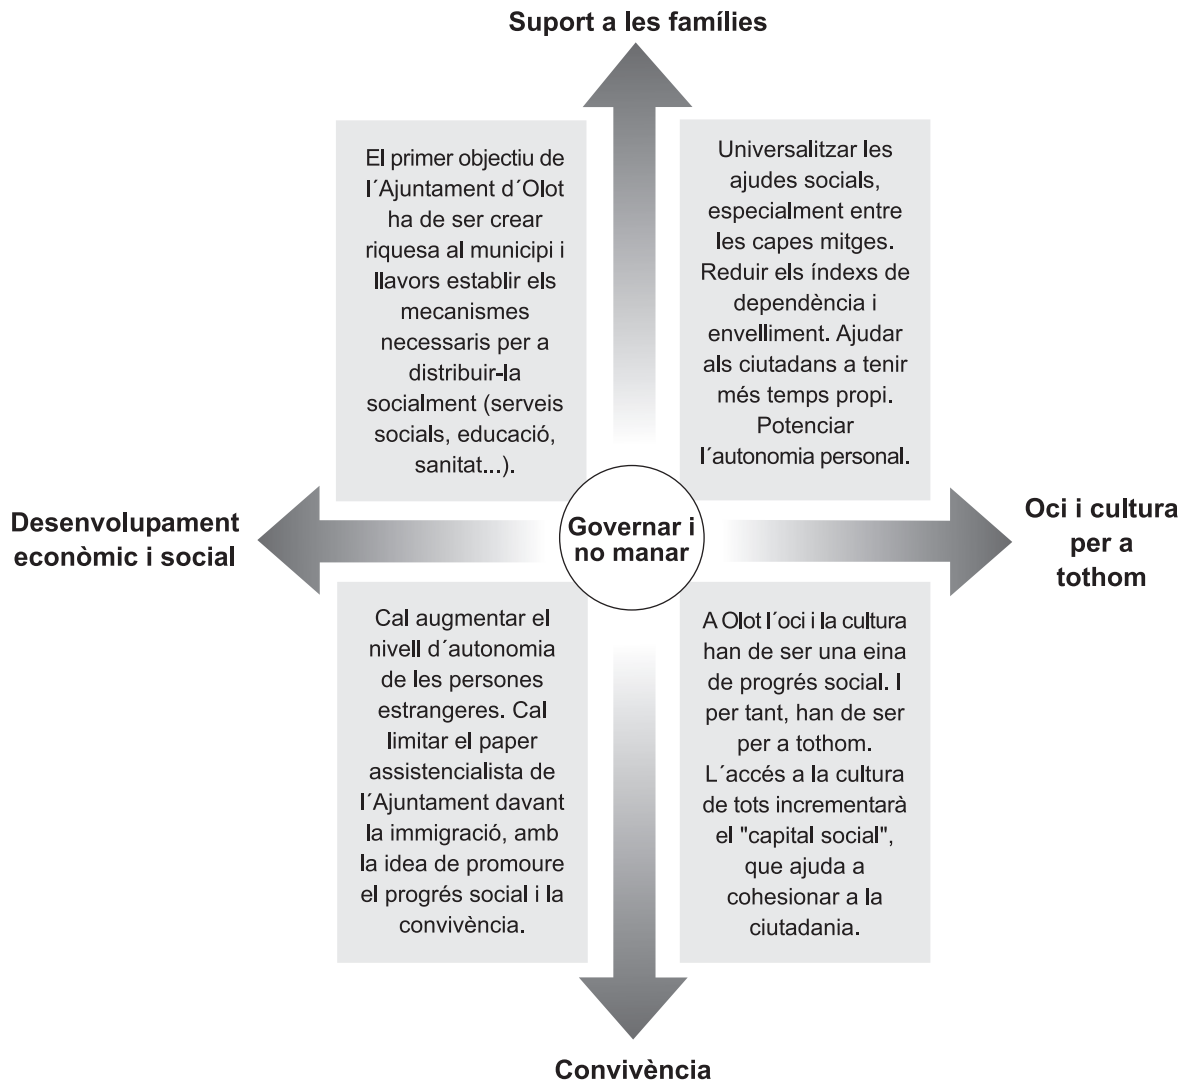 Suport a les famílies
El primer objectiu de
l´Ajuntament d´Olot
ha de ser crear
riquesa al municipi i
llavors establir els
mecanismes
necessaris per a
distribuir-la
socialment (serveis
socials, educació,
sanitat...).
Universalitzar les
ajudes socials,
especialment entre
les capes mitges.
Reduir els índexs de
dependència i
envelliment. Ajudar
als ciutadans a tenir
més temps propi.
Potenciar
l´autonomia personal.
Desenvolupament
econòmic i social
Governar i
no manar
Oci i cultura
per a
tothom
Cal augmentar el
nivell d´autonomia
de les persones
estrangeres. Cal
limitar el paper
assistencialista de
l´Ajuntament davant
la immigració, amb
la idea de promoure
el progrés social i la
convivència.
A Olot l´oci i la cultura
han de ser una eina
de progrés social. I
per tant, han de ser
per a tothom.
L´accés a la cultura
de tots incrementarà
el "capital social",
que ajuda a
cohesionar a la
ciutadania.
Convivència